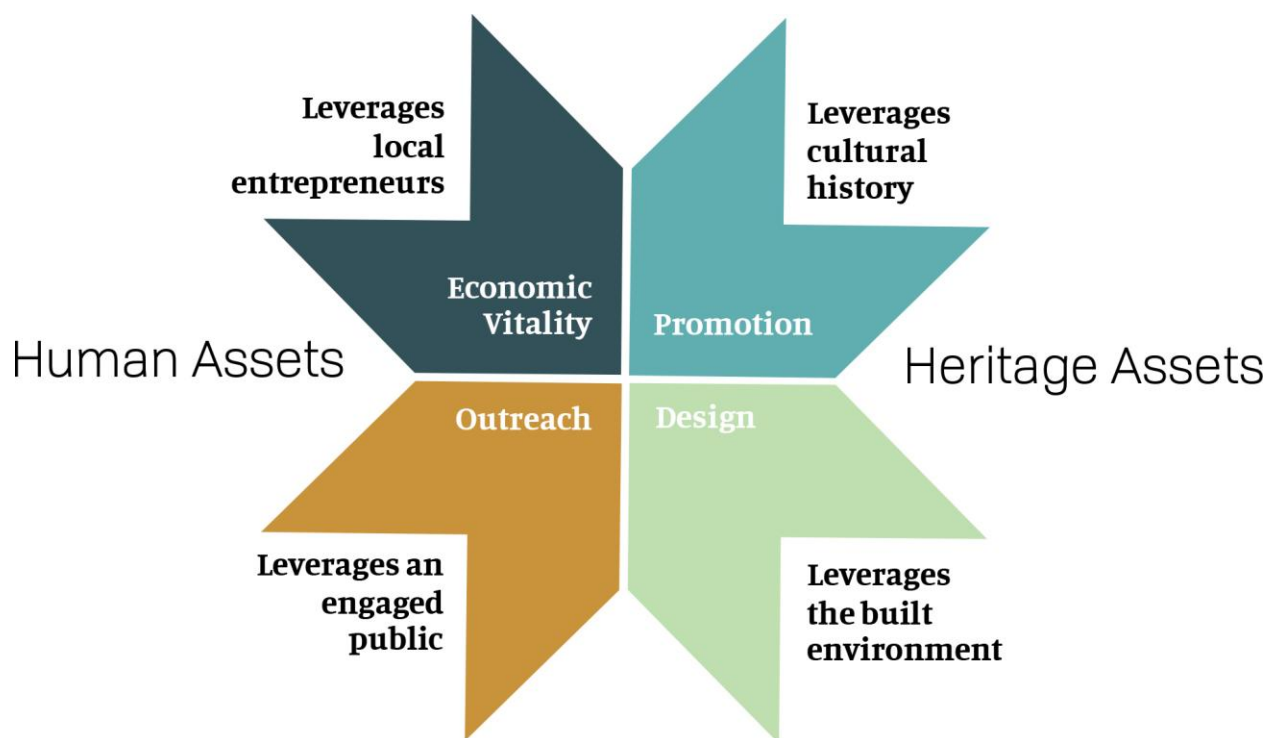 Leverages
local
entrepreneurs
Leverages
cultural
history
Economic
Vitality
Promotion
Human Assets
Heritage Assets
Outreach
Design
Leverages an
engaged
public
Leverages
the built
environment